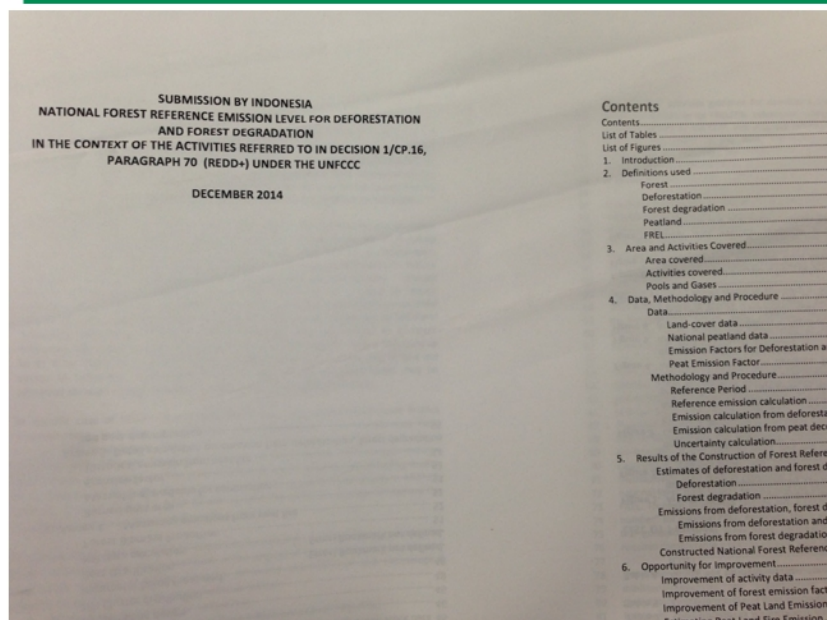 SUBMISSION BY INDONESIA
NATIONAL FOREST REFERENCE EMISSION LEVEL FOR DEFORESTATION
AND FOREST DEGRADATION
IN THE CONTEXT OF THE ACTIVITIES REFERRED TO IN DECISION 1/CP.16,
PARAGRAPH 70 (REDD+) UNDER THE UNFCCC
DECEMBER 2014
Contents
Contents
List of Tables
List of Figures
1. Introduction
2. Definitions used
Forest
Deforestation
Forest degradation
Peatland
FREL
3. Area and Activities Covered
Area covered
Activities covered
Pools and Gases
4. Data, Methodology and Procedure
Data
Land-cover data
National peatland data
Emission Factors for Deforestation
Peat Emission Factor
Methodology and Procedure
Reference Period
Reference emission calculation
Emission calculation from
Emission calculation from peat
Uncertainty calculation
5. Results of the Construction of Forest
Estimates of deforestation and forest
Deforestation
Forest degradation
Emissions from deforestation, forest
Emissions from deforestation and
Emissions from forest
Constructed National Forest
6. Opportunity for Improvement
Improvement of activity data
Improvement of forest emission
Improvement of Peat Land Emission